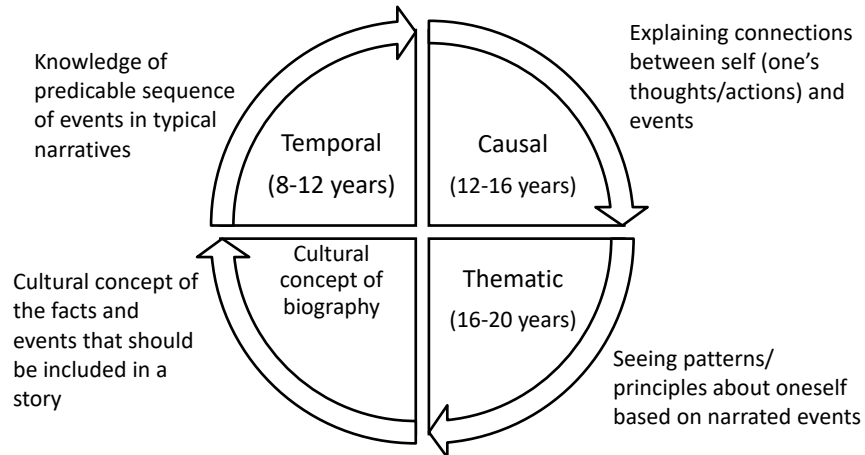 Knowledge of
predicable sequence
of events in typical
narratives
Temporal
(8-12 years)
Causal
(12-16 years)
Explaining connections
between self (one’s
thoughts/actions) and
events
Cultural concept of
the facts and
events that should
be included in a
story
Cultural
concept of
biography
Thematic
(16-20 years)
Seeing patterns/
principles about oneself
based on narrated events